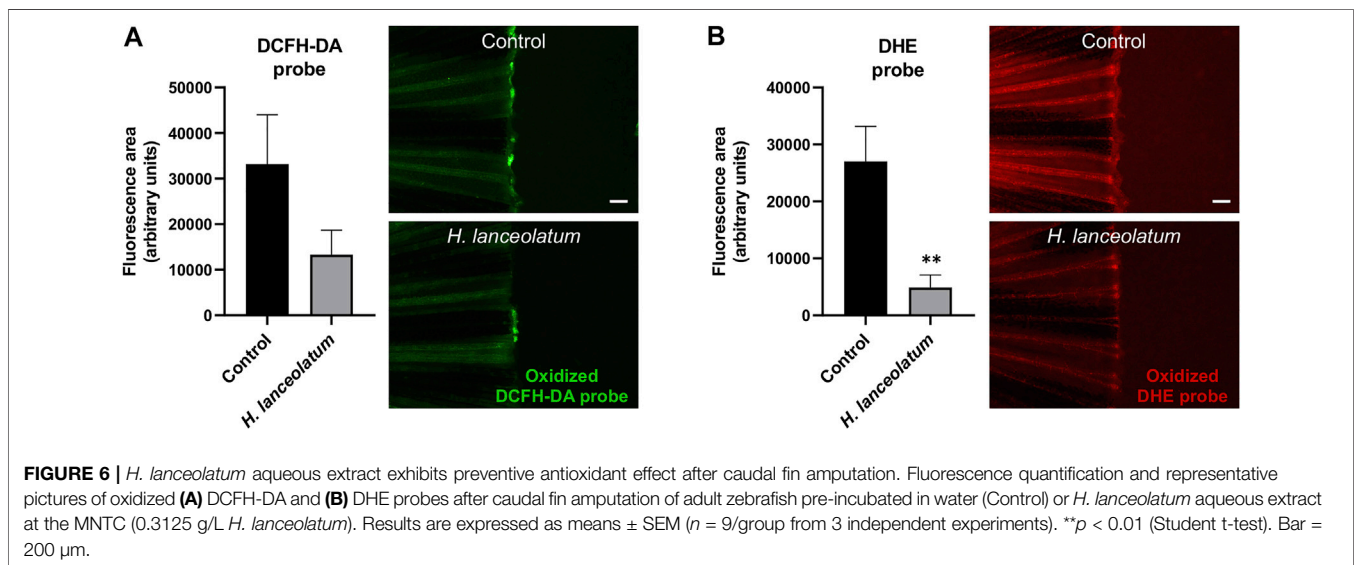 A
DCFH-DA
probe
Fluorescence area
(arbitrary units)
50000
40000
30000
20000
10000
0
Control
H. lanceolatum
Control
H. lanceolatum
Oxidized
DCFH-DA probe
B
DHE
probe
Fluorescence area
(arbitrary units)
40000
30000
20000
10000
0
**
Control
H. lanceolatum
Control
H. lanceolatum
Oxidized
DHE probe
FIGURE 6 | H. lanceolatum aqueous extract exhibits preventive antioxidant effect after caudal fin amputation. Fluorescence quantification and representative
pictures of oxidized (A) DCFH-DA and (B) DHE probes after caudal fin amputation of adult zebrafish pre-incubated in water (Control) or H. lanceolatum aqueous extract
at the MNTC (0.3125 g/L H. lanceolatum). Results are expressed as means ± SEM (n = 9/group from 3 independent experiments). **p < 0.01 (Student t-test). Bar =
200 μm.